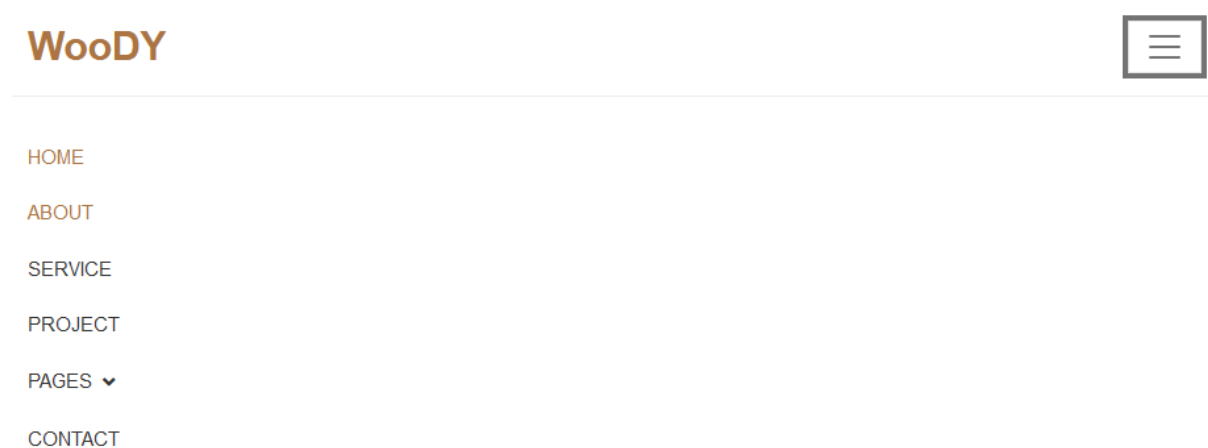 WooDY
HOME
ABOUT
SERVICE
PROJECT
PAGES
CONTACT